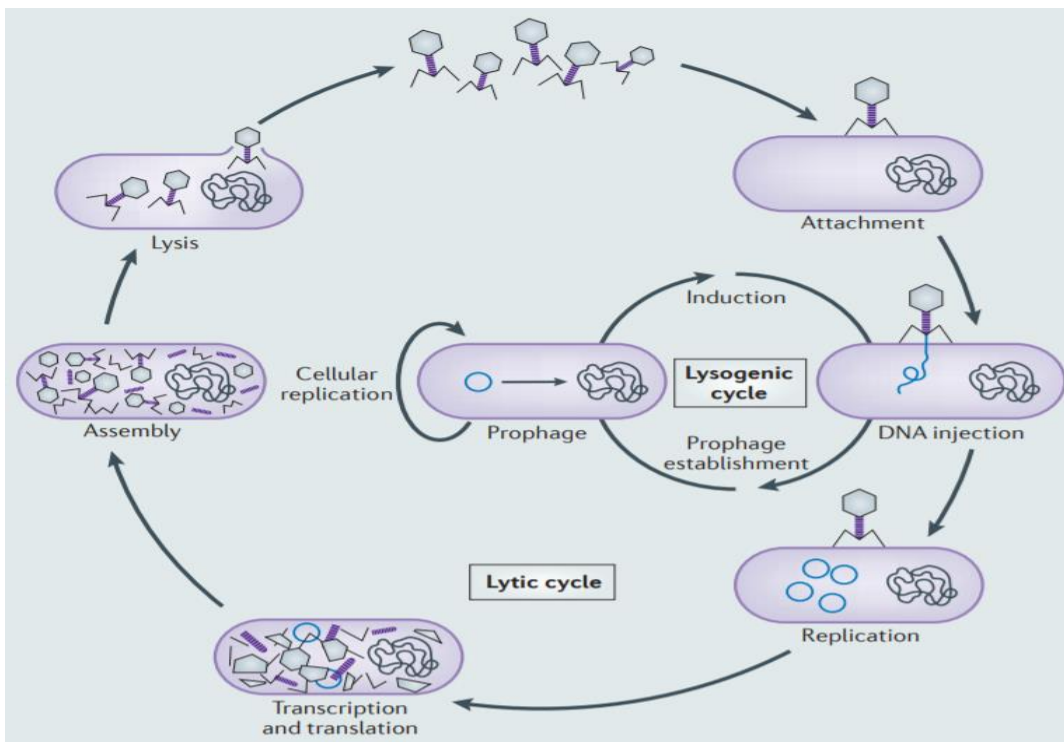 Lysis
Attachment
Induction
Cellular
replication
Lysogenic
cycle
Assembly
Prophage
DNA injection
Prophage
establishment
Lytic cycle
Replication
Transcription
and translation